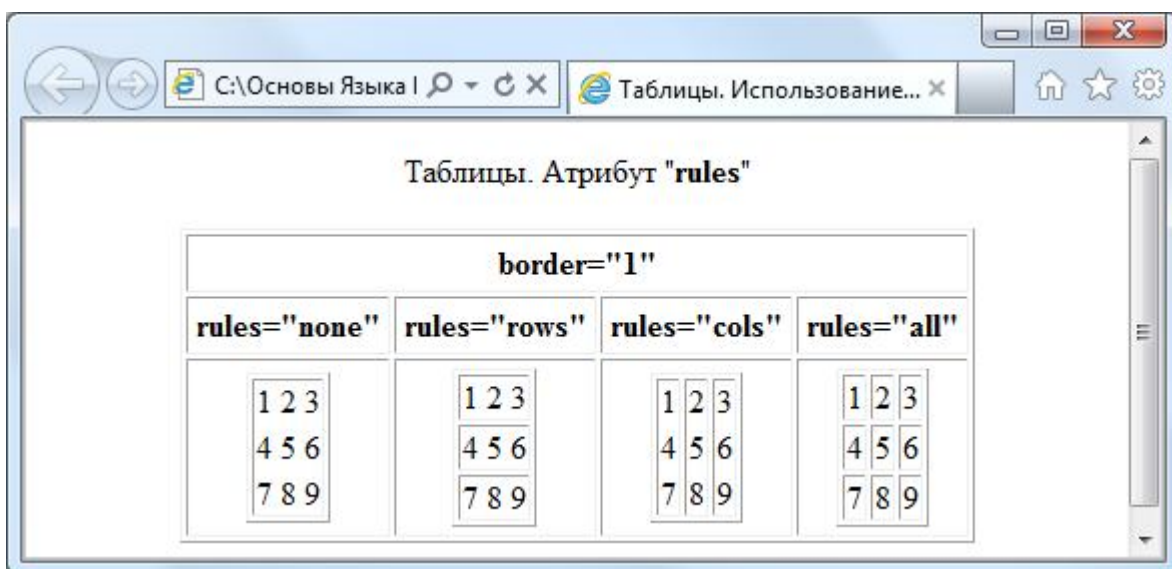 C:\Основы Языка
Таблицы. Использование...
Таблицы. Атрибут "rules"
border="1"
rules="none" rules="rows" rules="cols" rules="all"
1 2 3 1 2 3 1 2 3 1 2 3
4 5 6 4 5 6 4 5 6 4 5 6
7 8 9 7 8 9 7 8 9 7 8 9